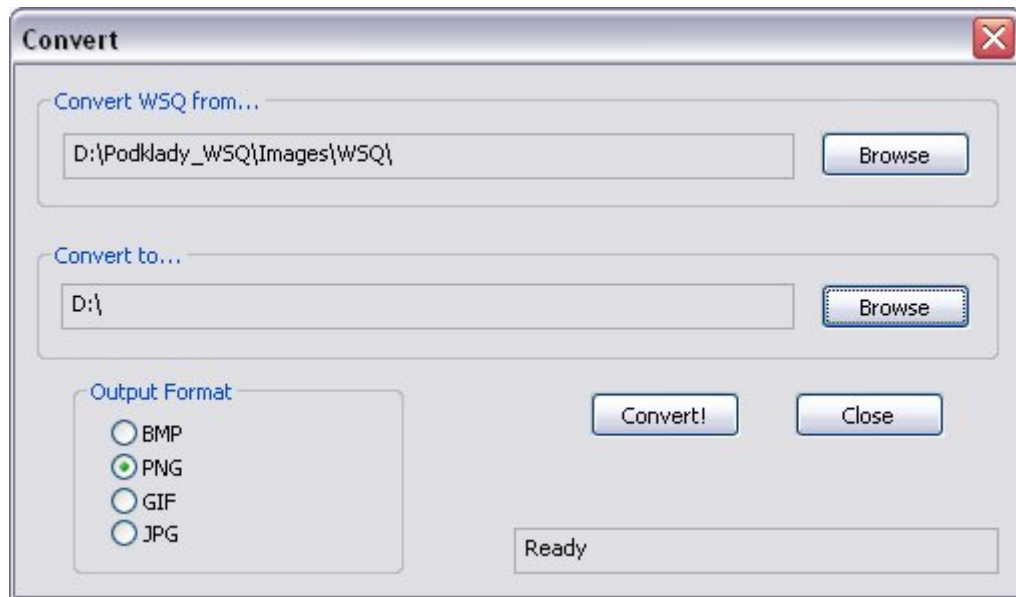 Convert
Convert WSQ from...
D:\Podklady_WSQ\Images\WSQ\
Browse
Convert to...
D:\
Browse
Output Format
BMP
PNG
GIF
JPG
Convert!
Close
Ready